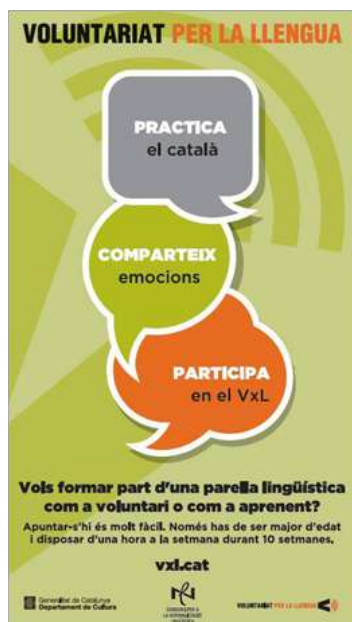 VOLUNTARIAT PER LA LLENGUA
PRACTICA
el català
COMPARTEIX
emocions
PARTICIPA
en el VxL
Vols formar part d'una parella lingüística
com a voluntari o com a aprenent?
Apuntar-s'hi és molt fàcil. Només has de ser major d'edat
i disposar d'una hora a la setmana durant 10 setmanes.
vxl.cat
Generalitat de Catalunya
Departament de Cultura
VOLUNTARIAT PER LA LLENGUA